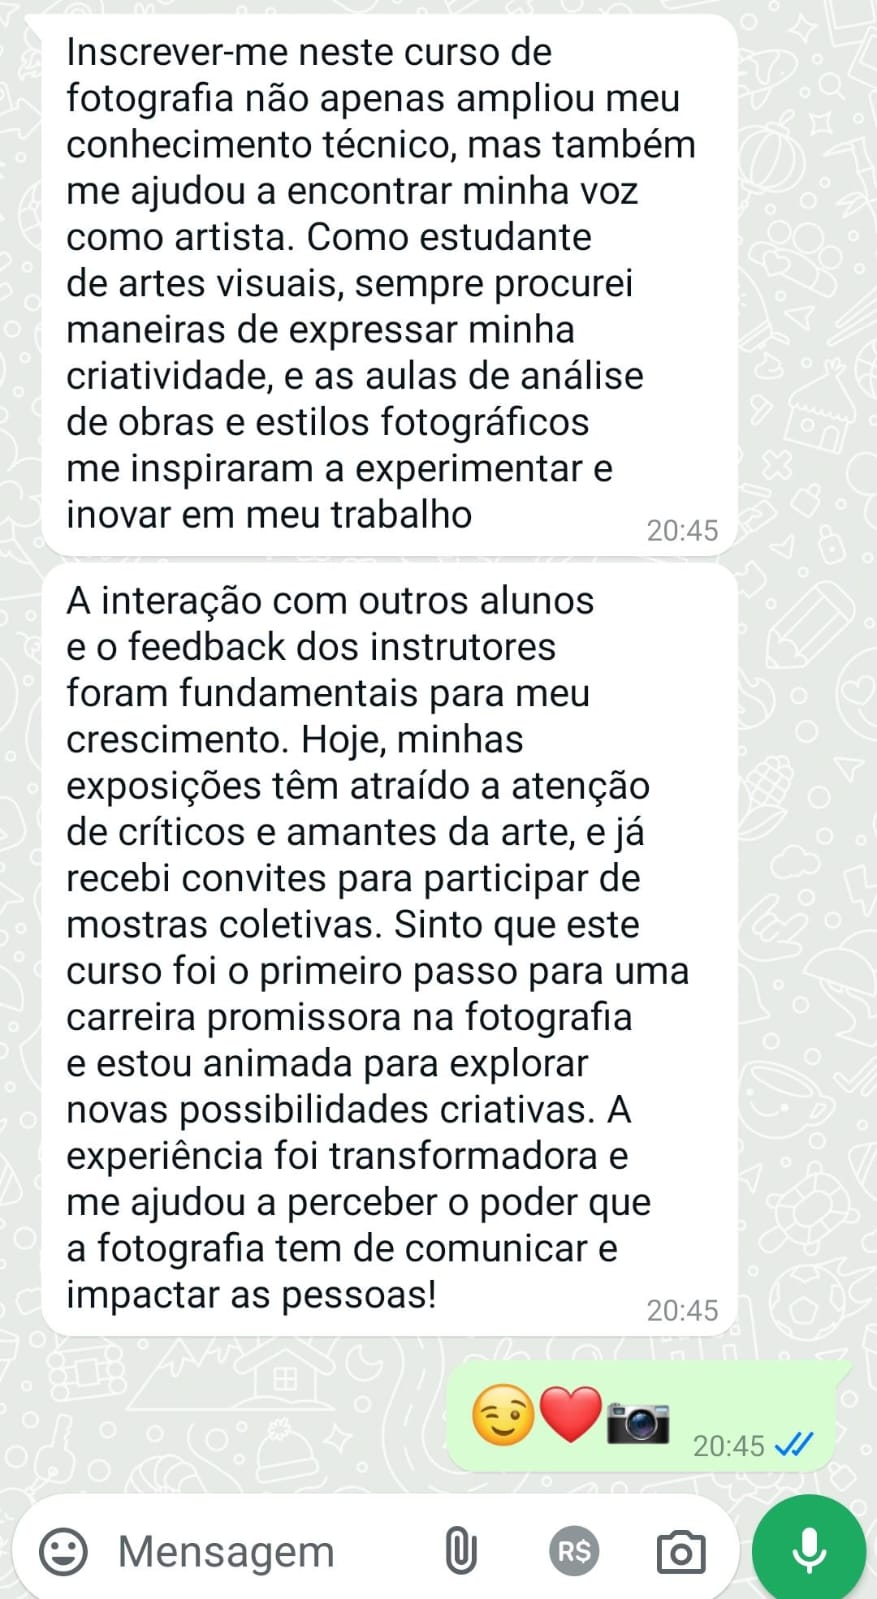 Inscrever-me neste curso de
fotografia não apenas ampliou meu
conhecimento técnico, mas também
me ajudou a encontrar minha voz
como artista. Como estudante
de artes visuais, sempre procurei
maneiras de expressar minha
criatividade, e as aulas de análise
de obras e estilos fotográficos
me inspiraram a experimentar e
inovar em meu trabalho
20:45
A interação com outros alunos
e o feedback dos instrutores
foram fundamentais para meu
crescimento. Hoje, minhas
exposições têm atraído a atenção
de críticos e amantes da arte, e já
recebi convites para participar de
mostras coletivas. Sinto que este
curso foi o primeiro passo para uma
carreira promissora na fotografia
e estou animada para explorar
novas possibilidades criativas. A
experiência foi transformadora e
me ajudou a perceber o poder que
a fotografia tem de comunicar e
impactar as pessoas!
20:45
😉❤️📷 20:45
Mensagem R$